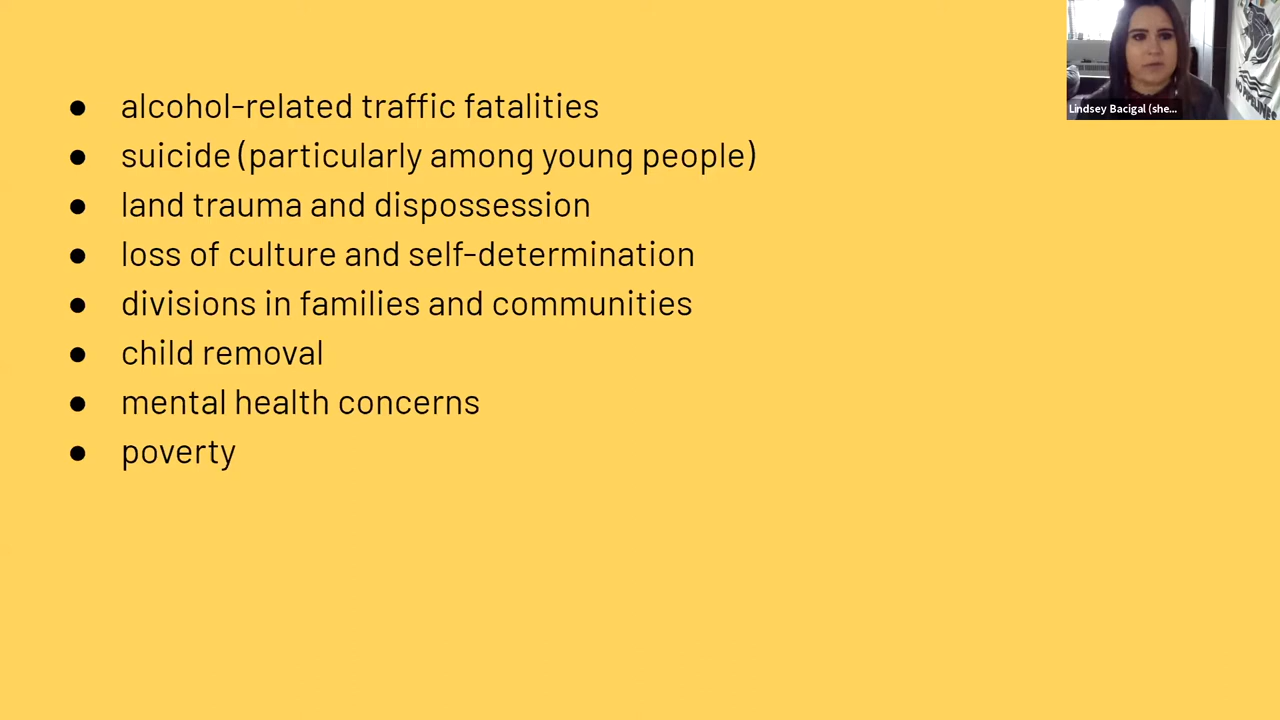 ● alcohol-related traffic fatalities
● suicide (particularly among young people)
● land trauma and dispossession
● loss of culture and self-determination
● divisions in families and communities
● child removal
● mental health concerns
● poverty
Lindsey Bacigal (she...